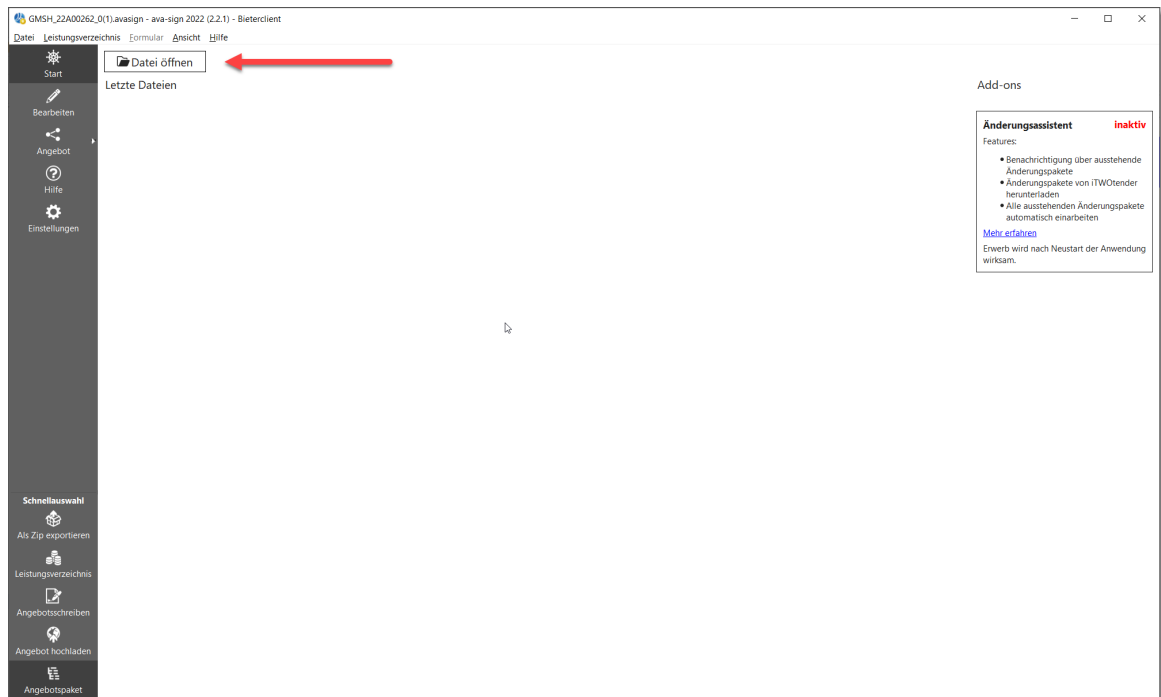 GMSH_22A00262_0(1).avasign - ava-sign 2022 (2.2.1) - Bieterclient
Datei Leistungsverzeichnis Formular Ansicht Hilfe
Start
Bearbeiten
Angebot
Hilfe
Einstellungen
Schnellauswahl
Als Zip exportieren
Leistungsverzeichnis
Angebotsschreiben
Angebot hochladen
Angebotspaket
Datei öffnen
Letzte Dateien
Add-ons
Änderungsassistent inaktiv
Features:
• Benachrichtigung über ausstehende
Änderungspakete
• Änderungspakete von iTWOtender
herunterladen
• Alle ausstehenden Änderungspakete
automatisch einarbeiten
Mehr erfahren
Erwerb wird nach Neustart der Anwendung
wirksam.